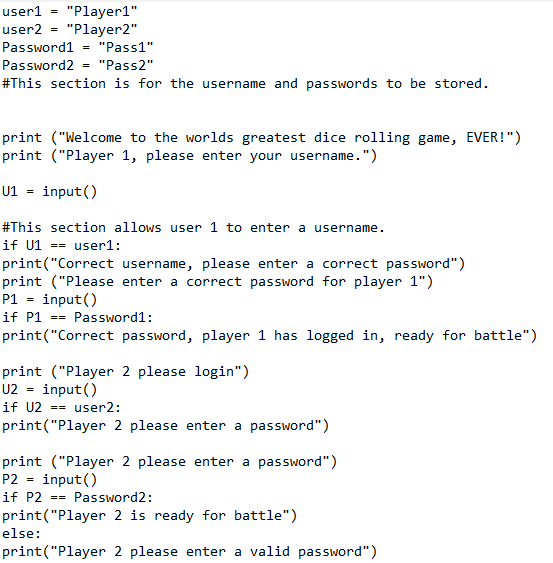 user1 = "Player1"
user2 = "Player2"
Password1 = "Pass1"
Password2 = "Pass2"
#This section is for the username and passwords to be stored.
print ("Welcome to the worlds greatest dice rolling game, EVER!")
print ("Player 1, please enter your username.")
U1 = input()
#This section allows user 1 to enter a username.
if U1 == user1:
print("Correct username, please enter a correct password")
print ("Please enter a correct password for player 1")
P1 = input()
if P1 == Password1:
print("Correct password, player 1 has logged in, ready for battle")
print ("Player 2 please login")
U2 = input()
if U2 == user2:
print("Player 2 please enter a password")
print ("Player 2 please enter a password")
P2 = input()
if P2 == Password2:
print("Player 2 is ready for battle")
else:
print("Player 2 please enter a valid password")